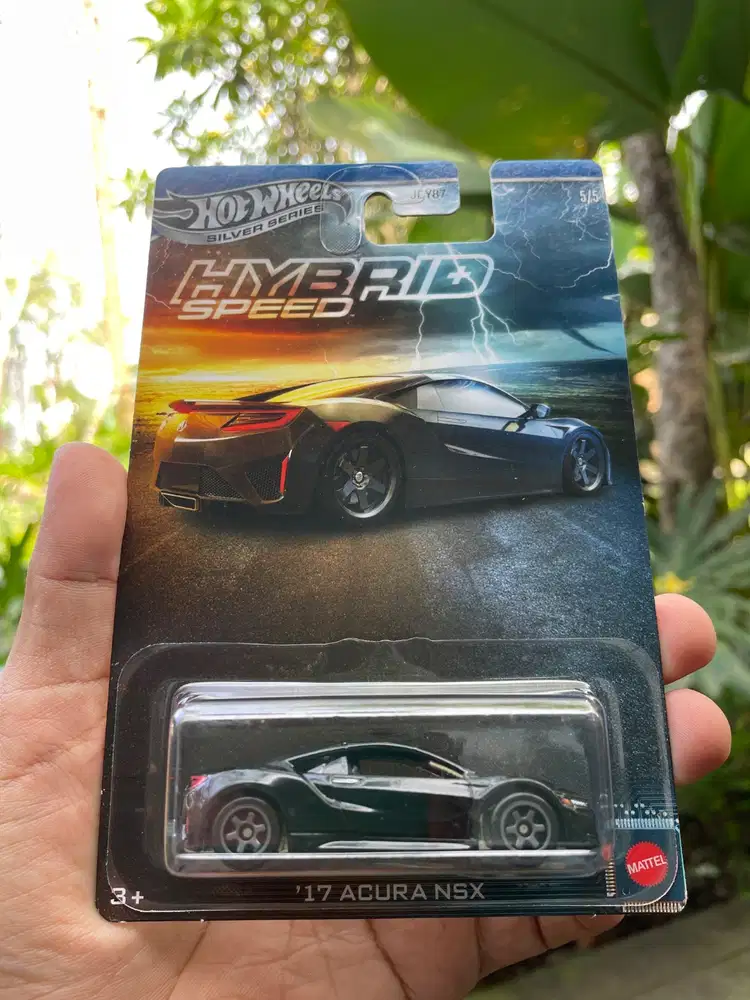 HOT WHEELS
SILVER SERIES
JCY87
5/5
HYBRID
SPEED
3+
'17 ACURA NSX
MATTEL